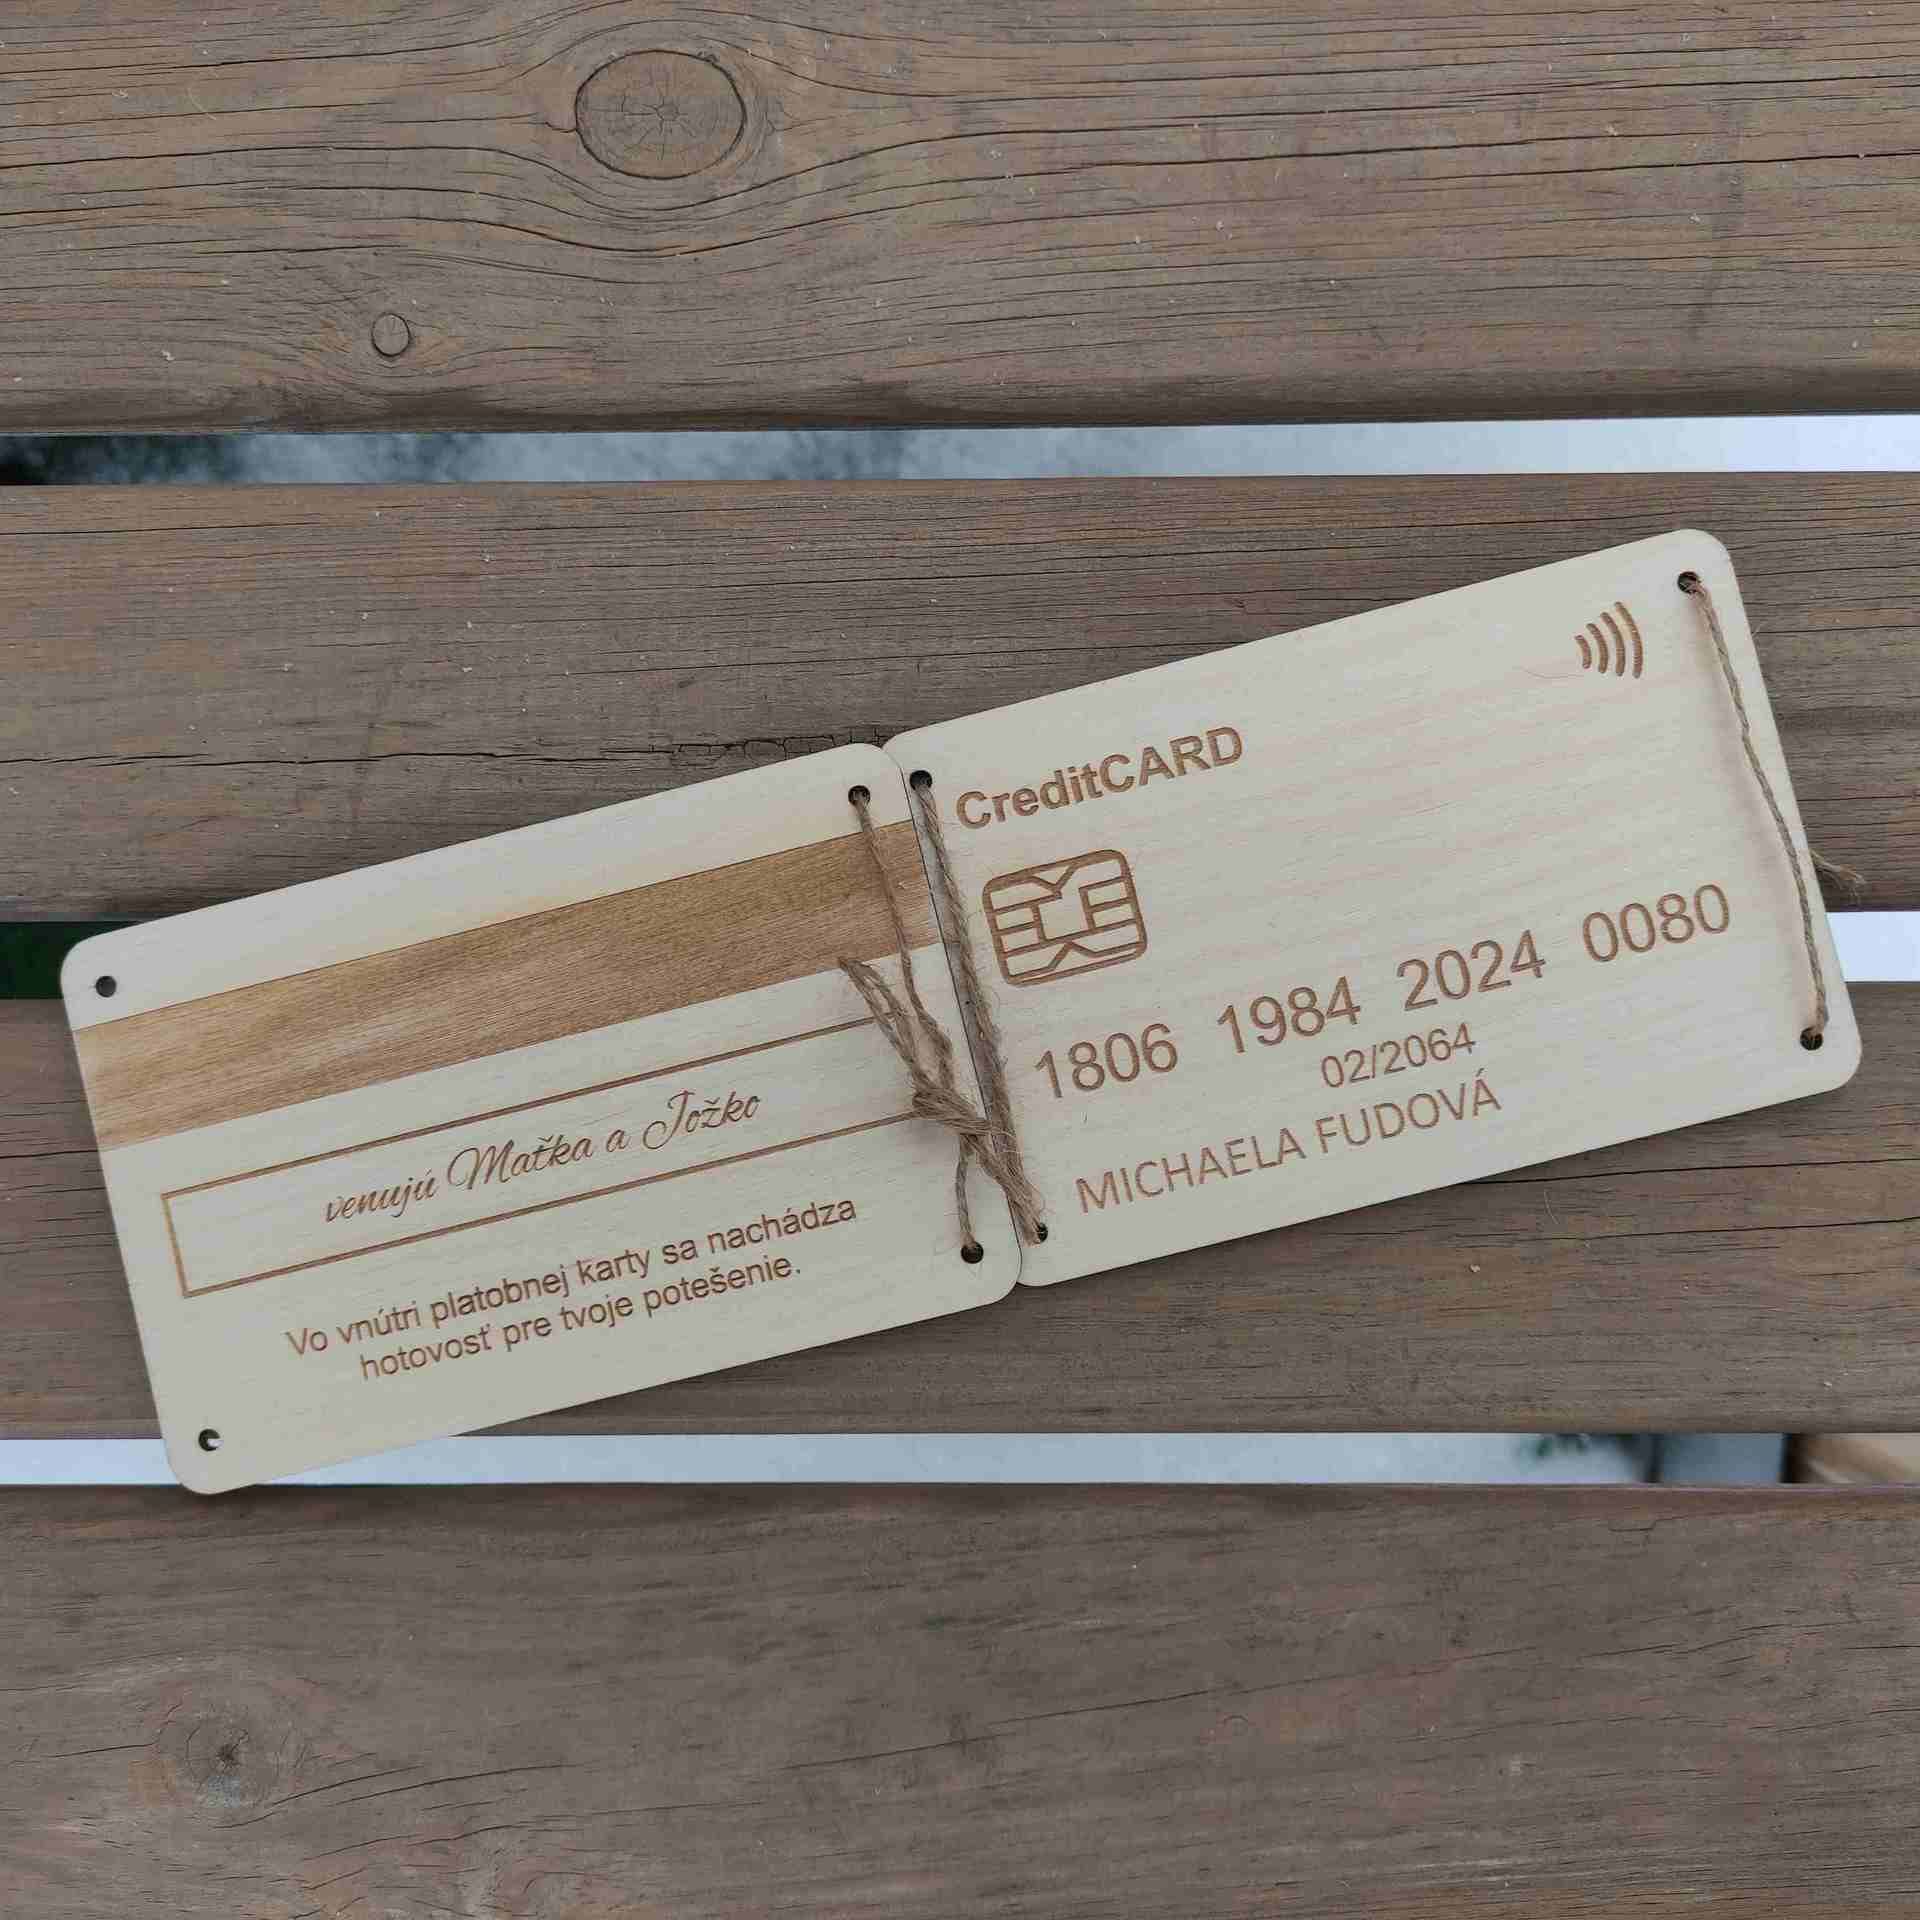 venujú Maťka a Jožko
Vo vnútri platobnej karty sa nachádza
hotovosť pre tvoje potešenie.
CreditCARD
1806 1984 2024 0080
02/2064
MICHAELA FUDOVÁ